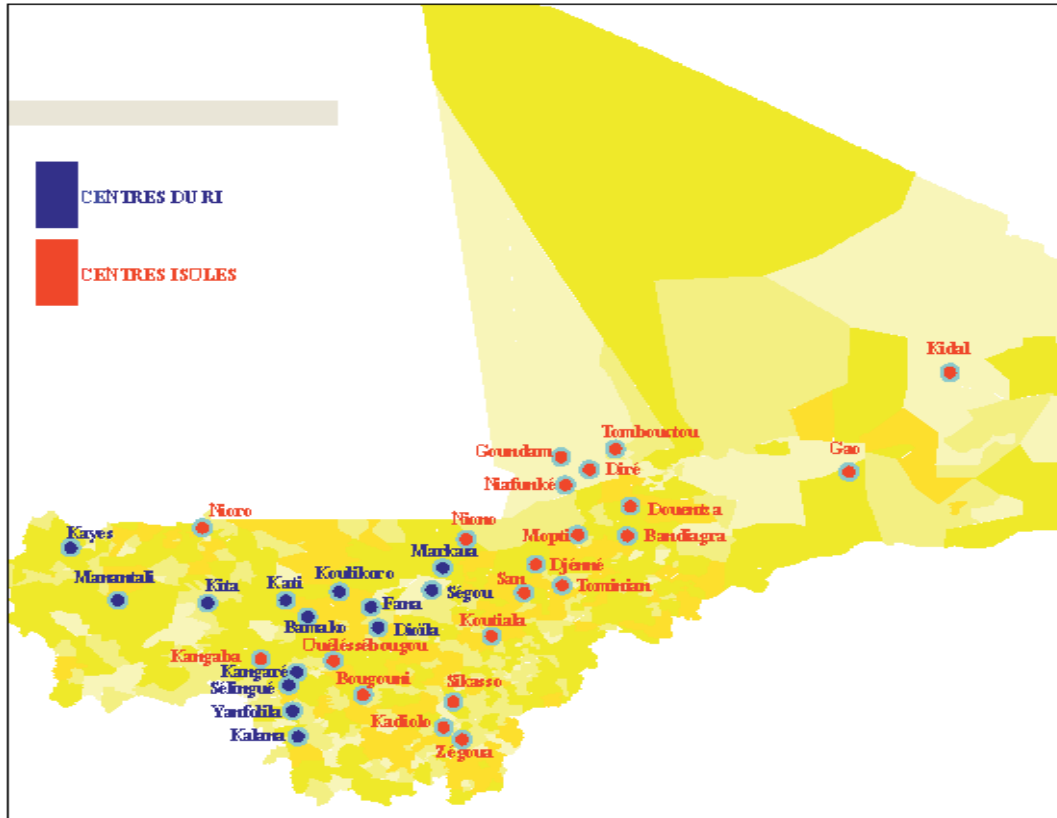 CENTRES DU RI
CENTRES ISOLES
Kidal
Tombouctou
Goundam
Gao
Diré
Niafunké
Nioro
Niono
Douentza
Kayes
Mopti
Bandiagra
Markala
Djénné
Manantali
Kita
Kati
Koulikoro
San
Tominian
Ségou
Fana
Bamako
Dioïla
Koutiala
Ouéléssébougou
Kangaba
Kangaré
Bougouni
Sikasso
Sélingué
Yanfolila
Kadiolo
Kalana
Zégoua